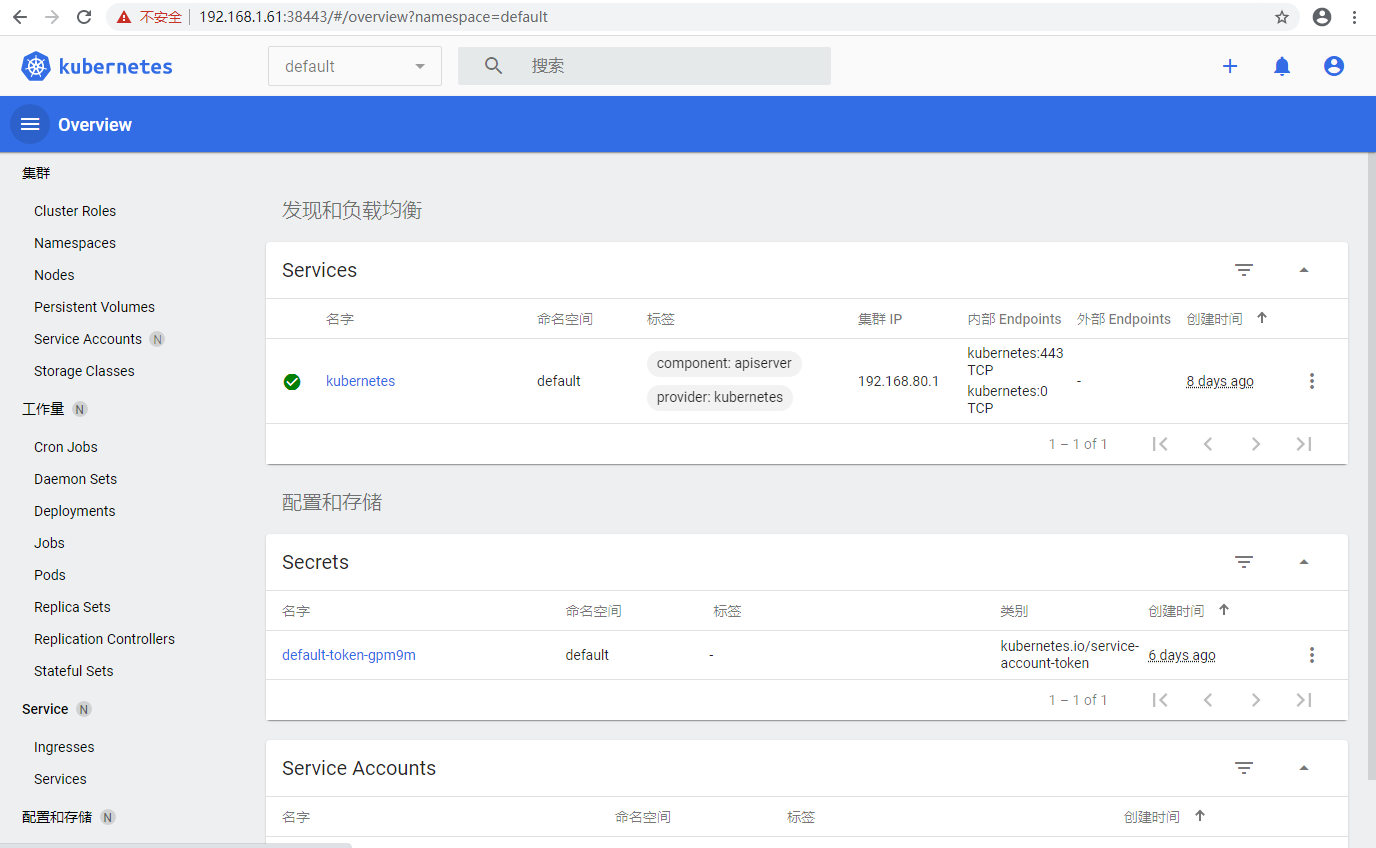 不安全 192.168.1.61:38443/#/overview?namespace=default
kubernetes default 搜索
Overview
集群
Cluster Roles
Namespaces
Nodes
Persistent Volumes
Service Accounts N
Storage Classes
工作量 N
Cron Jobs
Daemon Sets
Deployments
Jobs
Pods
Replica Sets
Replication Controllers
Stateful Sets
Service N
Ingresses
Services
配置和存储 N
发现和负载均衡
Services
名字 命名空间 标签 集群 IP 内部 Endpoints 外部 Endpoints 创建时间
kubernetes default component: apiserver provider: kubernetes 192.168.80.1 kubernetes:443 TCP kubernetes:0 TCP - 8 days ago
1 – 1 of 1
配置和存储
Secrets
名字 命名空间 标签 类别 创建时间
default-token-gpm9m default - kubernetes.io/service-account-token 6 days ago
1 – 1 of 1
Service Accounts
名字 命名空间 标签 创建时间